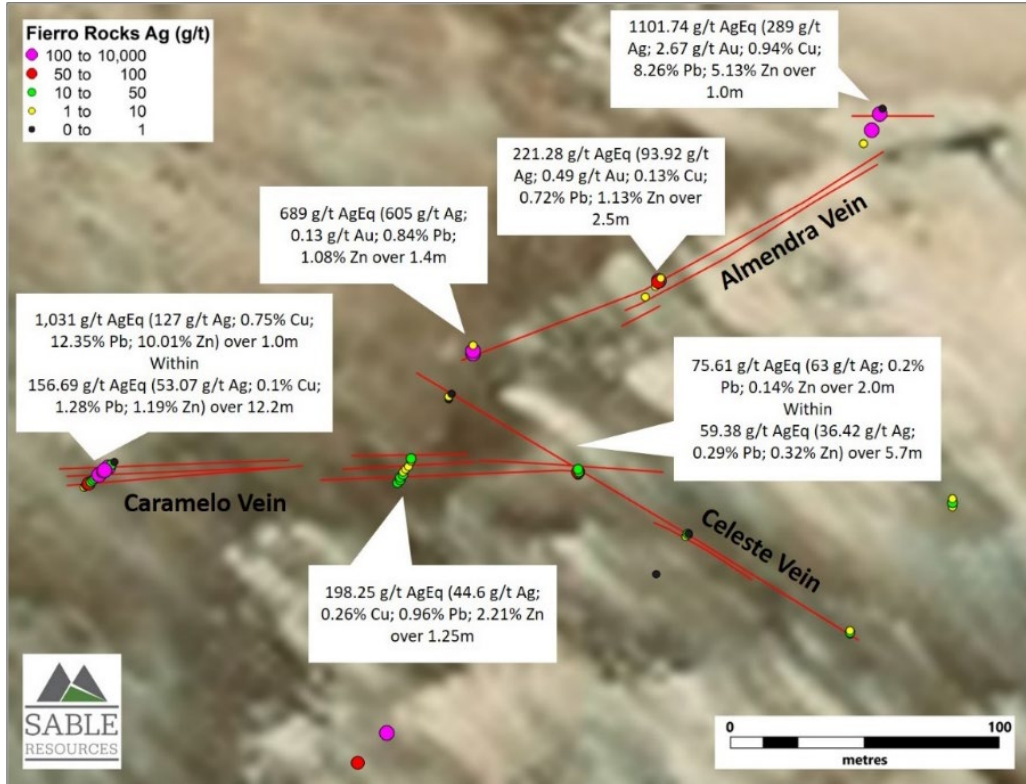 Fierro Rocks Ag (g/t)
100 to 10,000
50 to 100
10 to 50
1 to 10
0 to 1
1101.74 g/t AgEq (289 g/t
Ag; 2.67 g/t Au; 0.94% Cu;
8.26% Pb; 5.13% Zn over
1.0m
221.28 g/t AgEq (93.92 g/t
Ag; 0.49 g/t Au; 0.13% Cu;
0.72% Pb; 1.13% Zn over
2.5m
Almendra Vein
689 g/t AgEq (605 g/t Ag;
0.13 g/t Au; 0.84% Pb;
1.08% Zn over 1.4m
1,031 g/t AgEq (127 g/t Ag; 0.75% Cu;
12.35% Pb; 10.01% Zn) over 1.0m
Within
156.69 g/t AgEq (53.07 g/t Ag; 0.1% Cu;
1.28% Pb; 1.19% Zn) over 12.2m
75.61 g/t AgEq (63 g/t Ag; 0.2%
Pb; 0.14% Zn over 2.0m
Within
59.38 g/t AgEq (36.42 g/t Ag;
0.29% Pb; 0.32% Zn) over 5.7m
Caramelo Vein
Celeste Vein
198.25 g/t AgEq (44.6 g/t Ag;
0.26% Cu; 0.96% Pb; 2.21% Zn
over 1.25m
SABLE
RESOURCES
0 100
metres